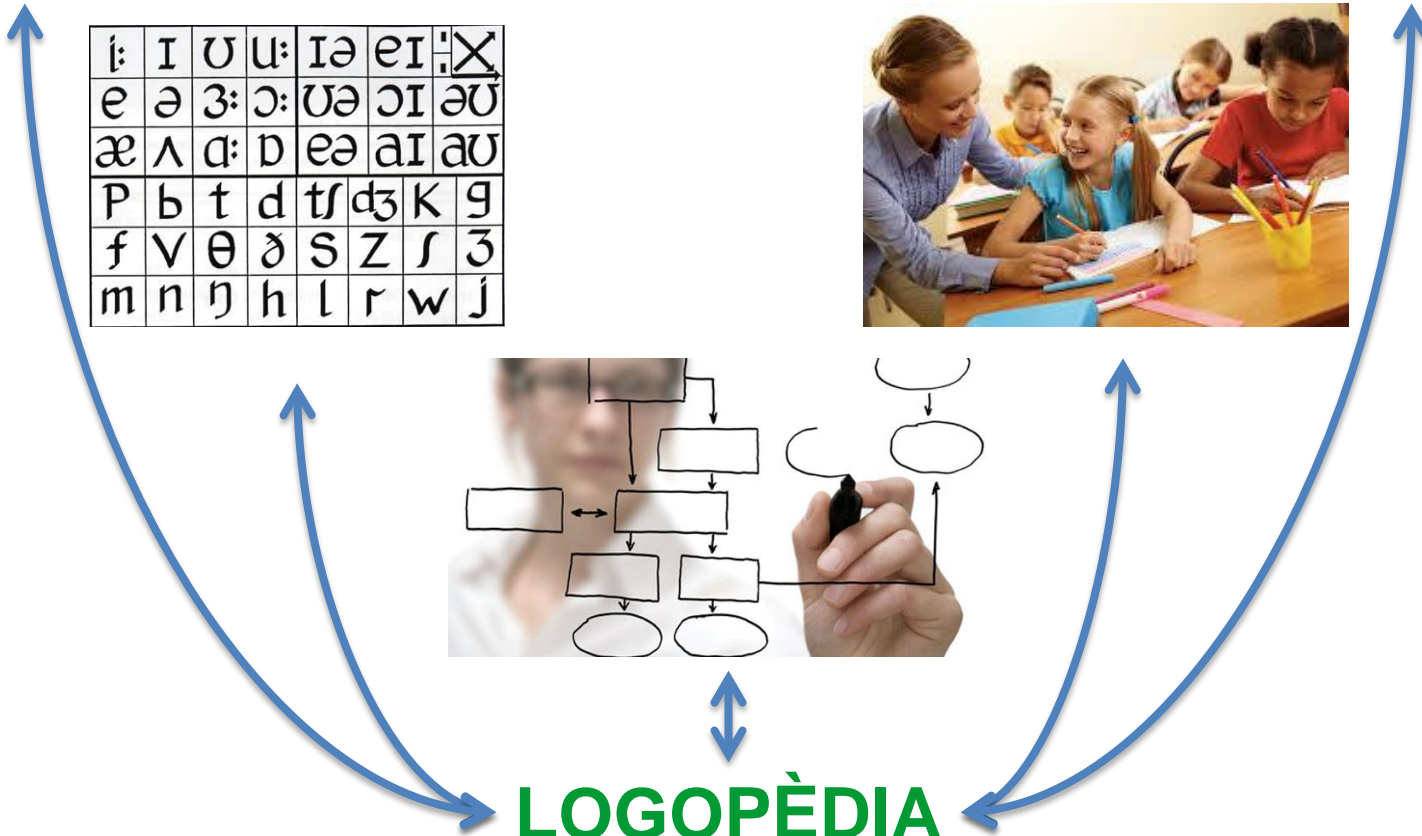 i: ɪ ʊ u: ɪə eɪ
e ə ɜ: ɔ: ʊə ɔɪ əʊ
æ ʌ ɑ: ɒ eə aɪ aʊ
p b t d tʃ dʒ k g
f v θ ð s z ʃ ʒ
m n ŋ h l r w j
LOGOPÈDIA